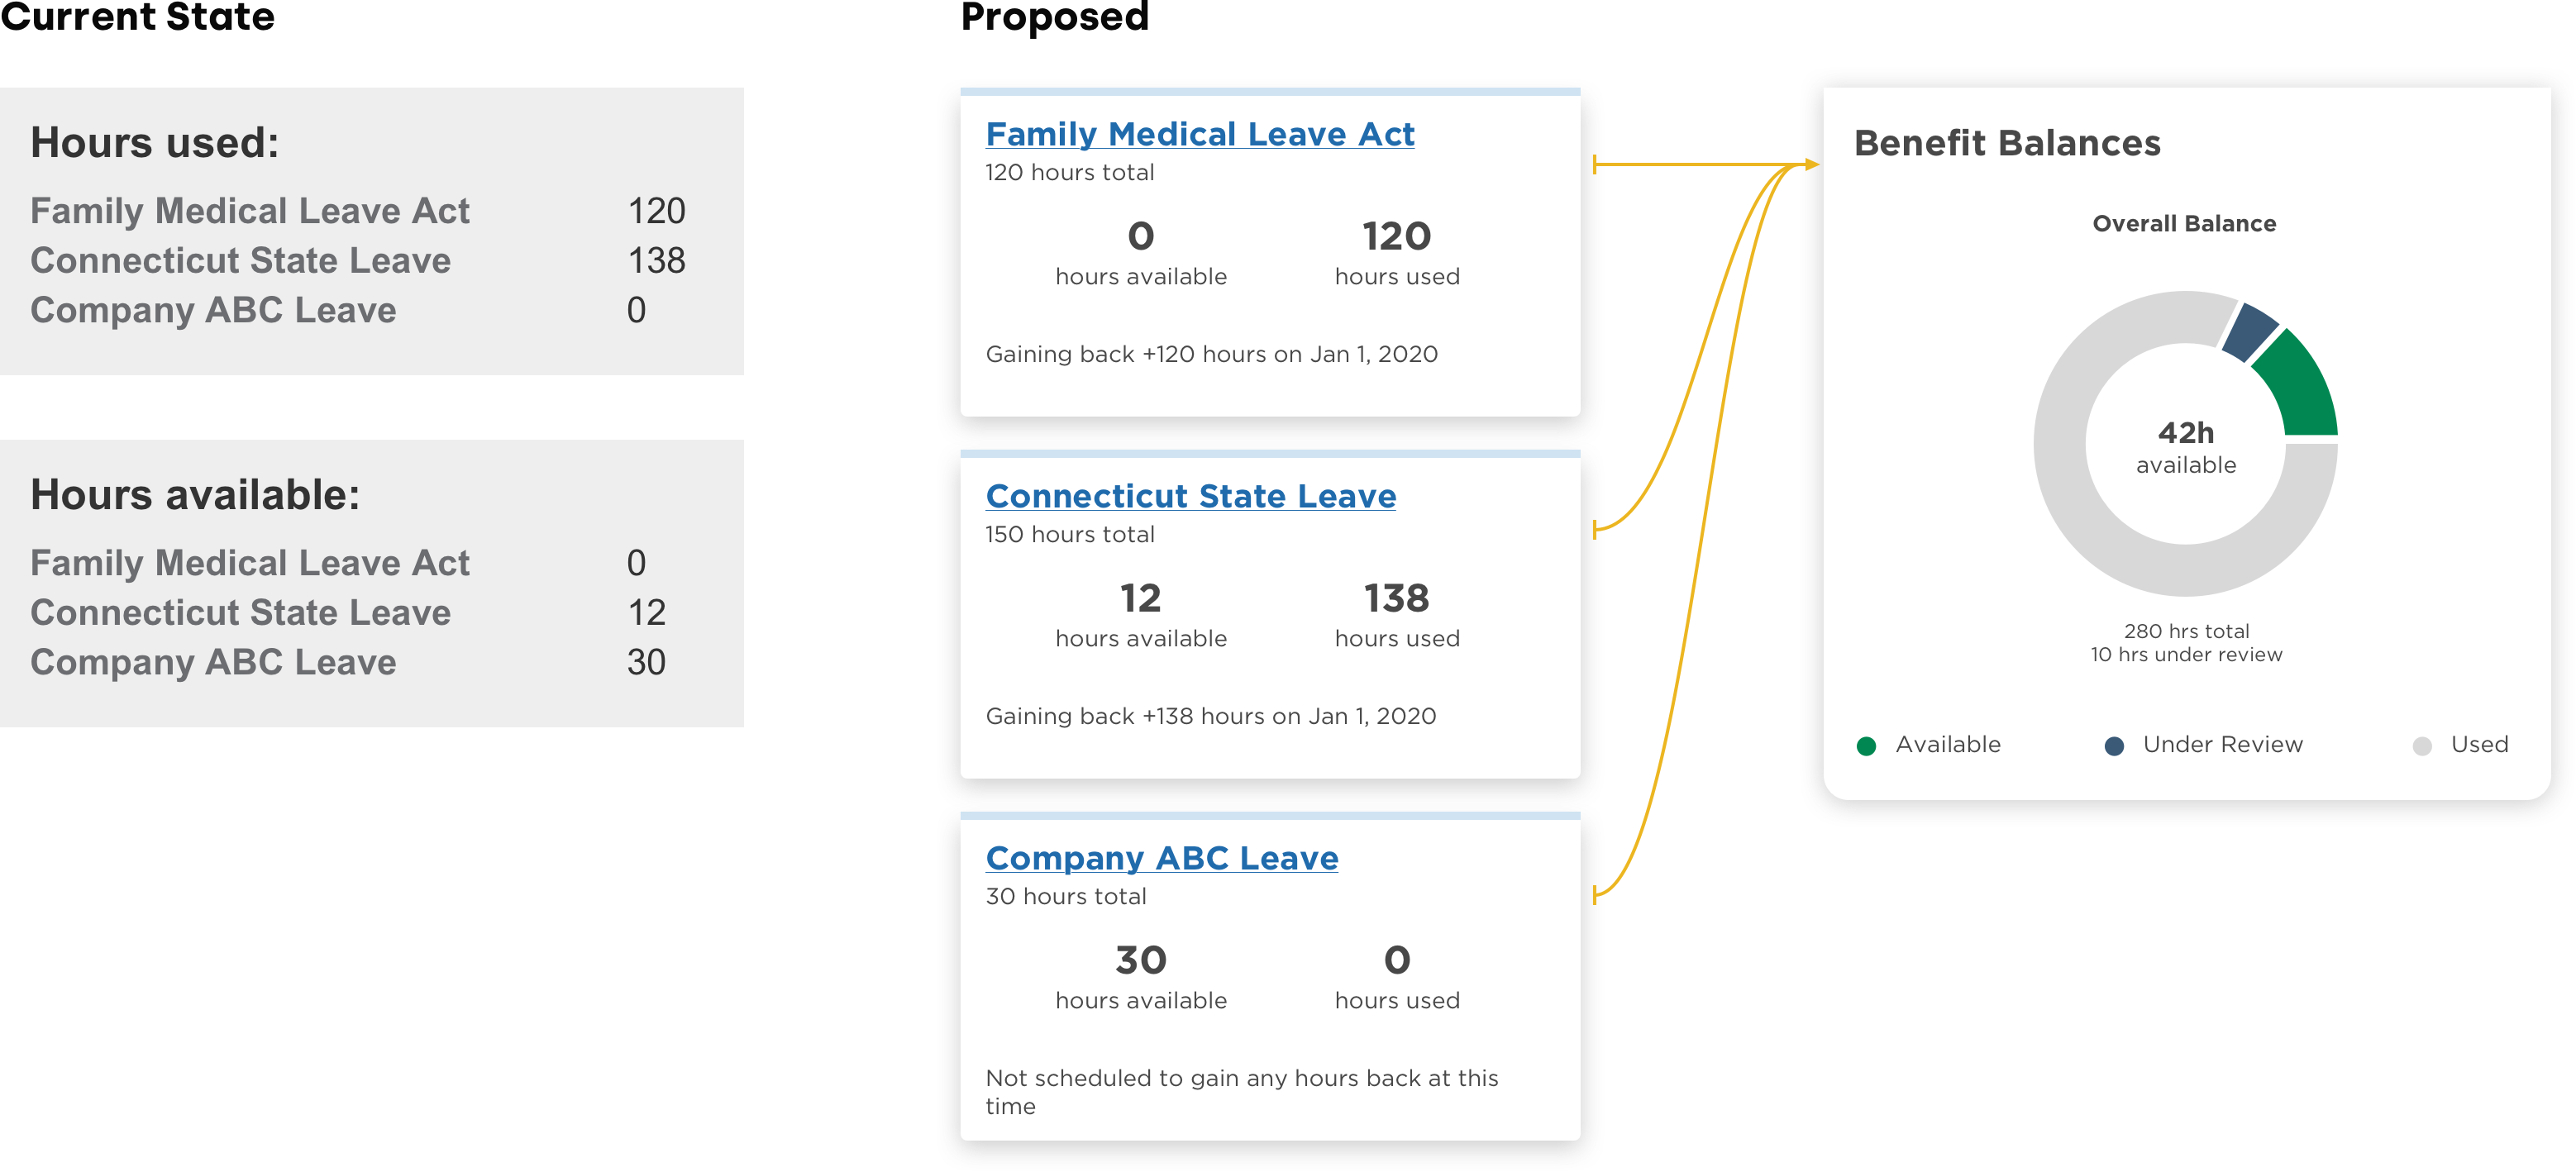 Current State
Hours used:
Family Medical Leave Act 120
Connecticut State Leave 138
Company ABC Leave 0
Hours available:
Family Medical Leave Act 0
Connecticut State Leave 12
Company ABC Leave 30
Proposed
Family Medical Leave Act
120 hours total
0 120
hours available hours used
Gaining back +120 hours on Jan 1, 2020
Connecticut State Leave
150 hours total
12 138
hours available hours used
Gaining back +138 hours on Jan 1, 2020
Company ABC Leave
30 hours total
30 0
hours available hours used
Not scheduled to gain any hours back at this
time
Benefit Balances
Overall Balance
42h
available
280 hrs total
10 hrs under review
Available Under Review Used